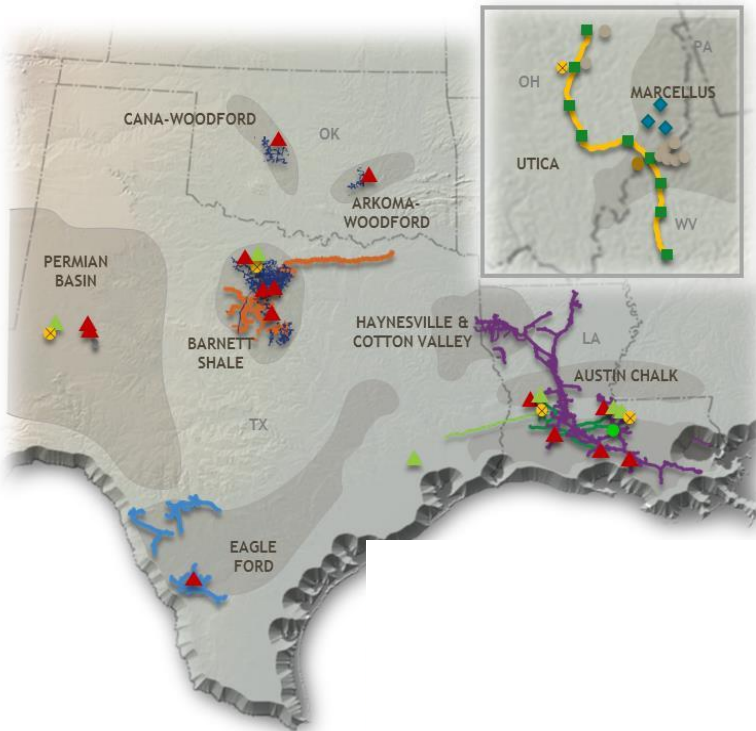 PA
OH
MARCELLUS
UTICA
WV
CANA-WOODFORD
OK
ARKOMA-
WOODFORD
PERMIAN
BASIN
BARNETT
SHALE
HAYNESVILLE &
COTTON VALLEY
LA
AUSTIN CHALK
TX
EAGLE
FORD